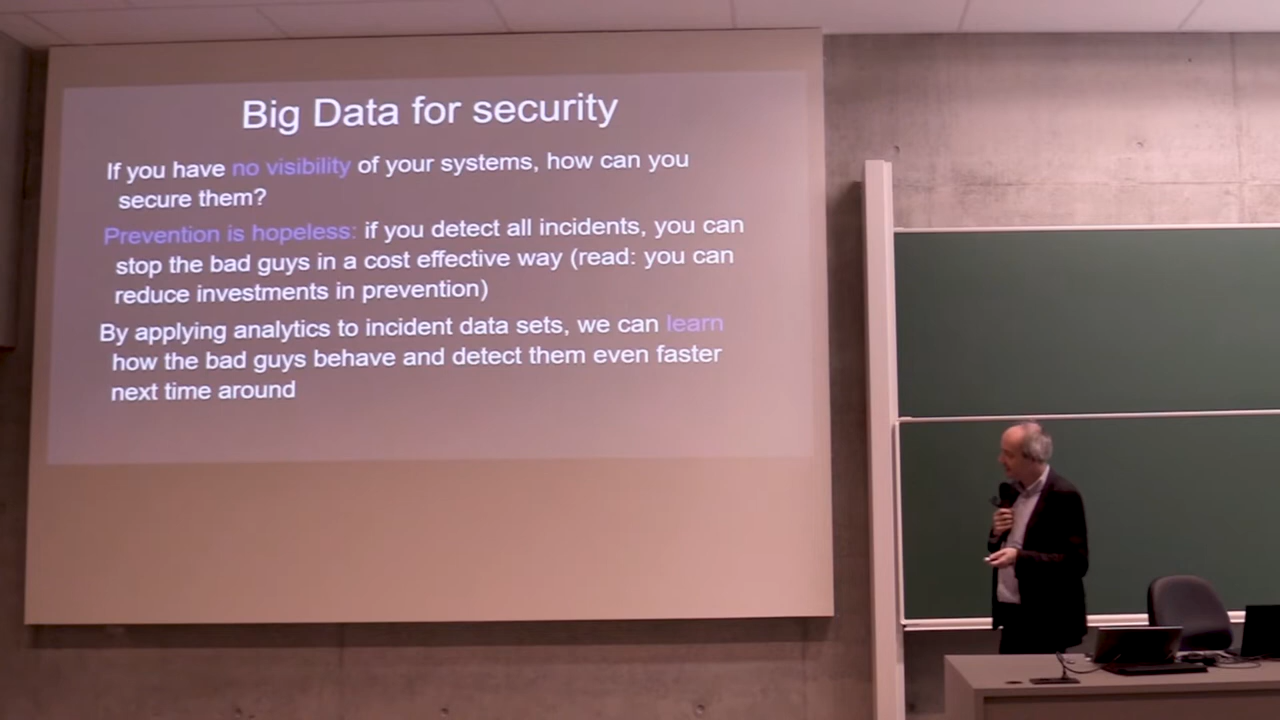 Big Data for security
If you have no visibility of your systems, how can you
secure them?
Prevention is hopeless: if you detect all incidents, you can
stop the bad guys in a cost effective way (read: you can
reduce investments in prevention)
By applying analytics to incident data sets, we can learn
how the bad guys behave and detect them even faster
next time around